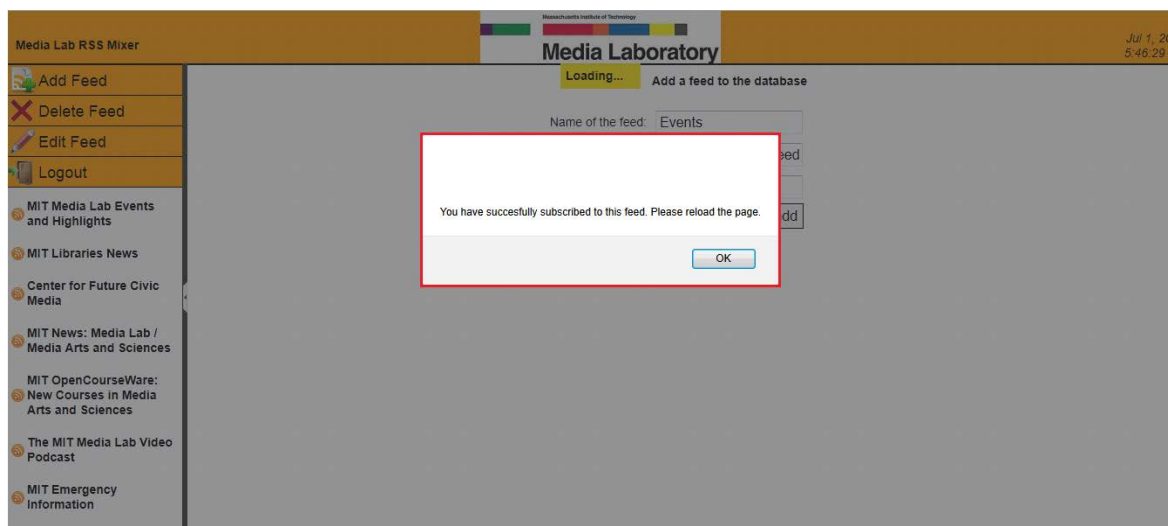 Massachusetts Institute of Technology
Media Lab RSS Mixer
Media Laboratory
Jul 1, 20
5:46:29
Loading...
Add a feed to the database
Add Feed
Delete Feed
Edit Feed
Logout
MIT Media Lab Events
and Highlights
MIT Libraries News
Center for Future Civic
Media
MIT News: Media Lab /
Media Arts and Sciences
MIT OpenCourseWare:
New Courses in Media
Arts and Sciences
The MIT Media Lab Video
Podcast
MIT Emergency
Information
Name of the feed: Events
eed
dd
You have succesfully subscribed to this feed. Please reload the page.
OK